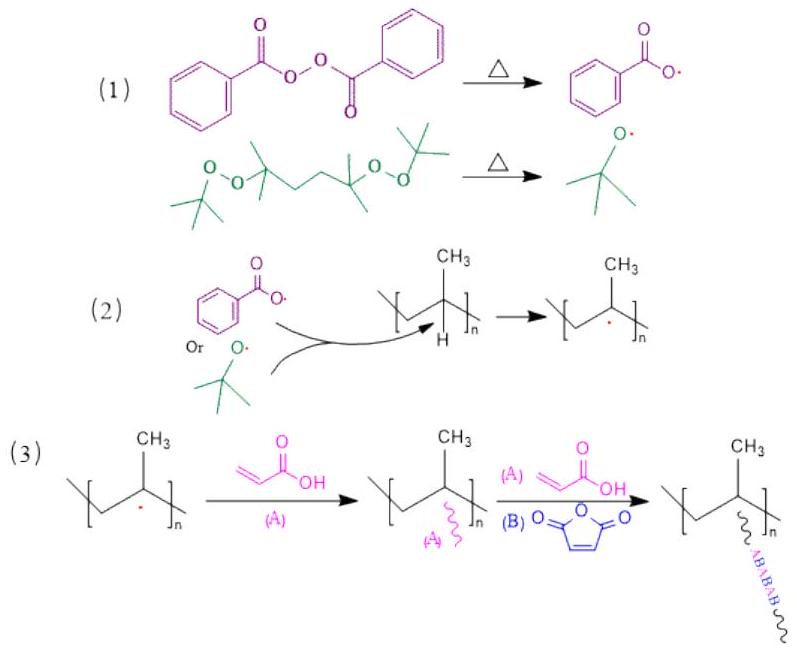 (1)
O
O
O
O
△
O
O·
O
O
O
O
△
O·
(2)
O
O·
Or
O·
CH₃
H
n
CH₃
·
n
(3)
CH₃
·
n
O
OH
(A)
CH₃
n
(A)
(A)
O
OH
(B)
O
O
O
CH₃
n
ABABAB